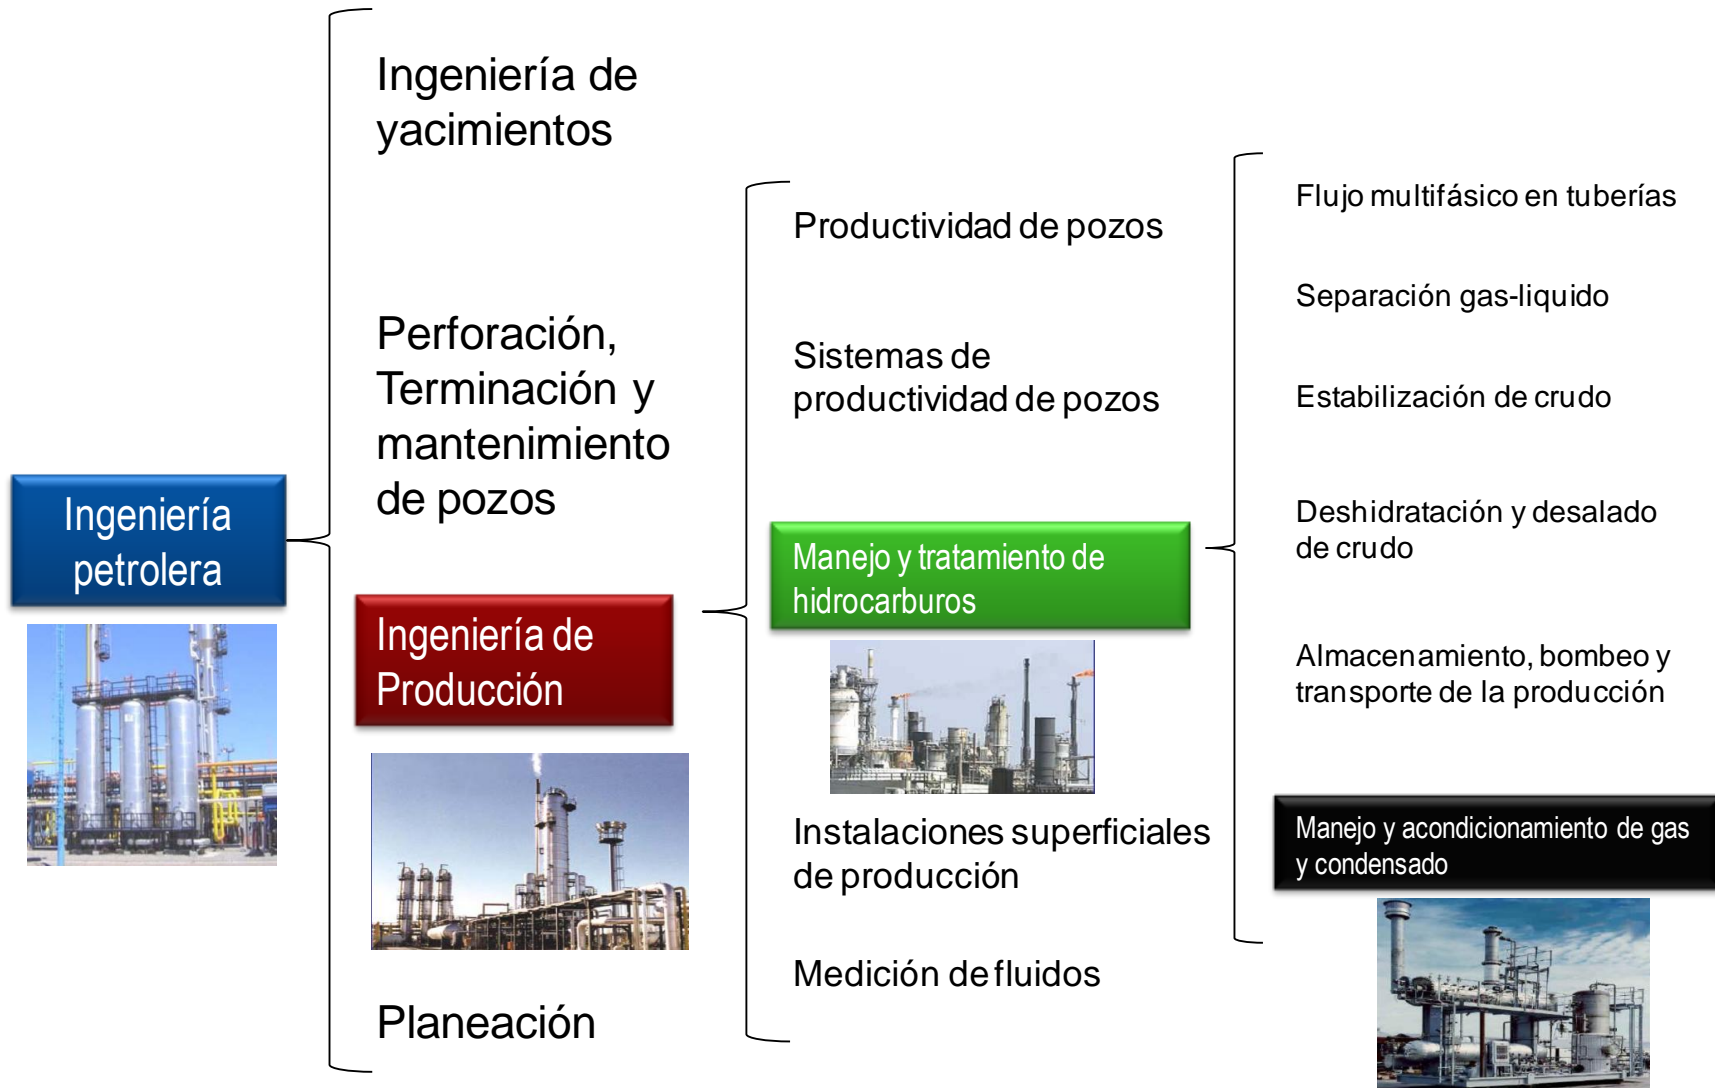 Ingeniería
petrolera
Ingeniería de
yacimientos
Perforación,
Terminación y
mantenimiento
de pozos
Ingeniería de
Producción
Planeación
Productividad de pozos
Sistemas de
productividad de pozos
Manejo y tratamiento de
hidrocarburos
Instalaciones superficiales
de producción
Medición de fluidos
Flujo multifásico en tuberías
Separación gas-liquido
Estabilización de crudo
Deshidratación y desalado
de crudo
Almacenamiento, bombeo y
transporte de la producción
Manejo y acondicionamiento de gas
y condensado